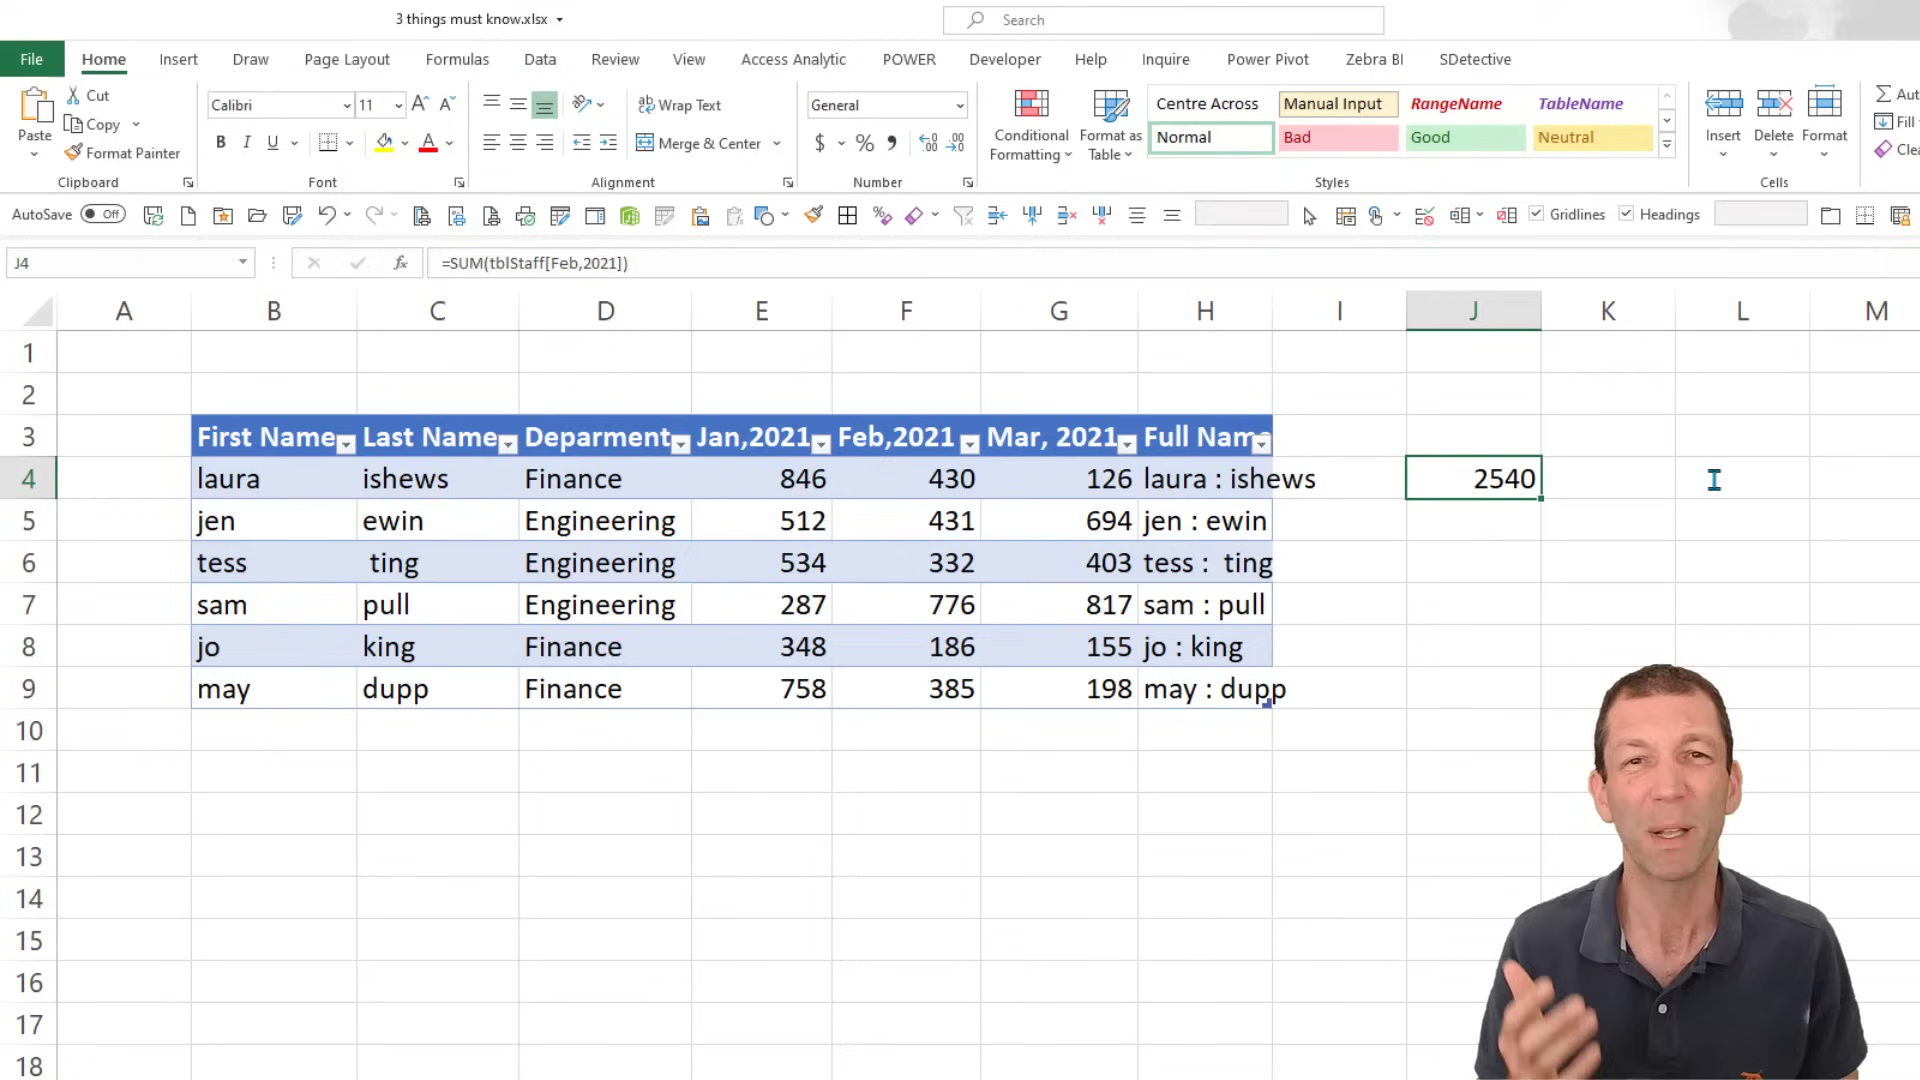 3 things must know.xlsx
Search
File Home Insert Draw Page Layout Formulas Data Review View Access Analytic POWER Developer Help Inquire Power Pivot Zebra BI SDetective
Paste
Cut
Copy
Format Painter
Clipboard
Calibri 11 A A
B I U A
Font
ab Wrap Text
Merge & Center
Alignment
General
$ % 9
Number
Conditional Formatting
Format as Table
Centre Across Manual Input RangeName TableName
Normal Bad Good Neutral
Styles
Insert Delete Format
Cells
Aut
Fill
Clea
AutoSave Off
Gridlines Headings
J4 fx =SUM(tblStaff[Feb,2021])
A B C D E F G H I J K L M
1
2
3 First Name Last Name Deparment Jan,2021 Feb,2021 Mar, 2021 Full Name
4 laura ishews Finance 846 430 126 laura : ishews 2540
5 jen ewin Engineering 512 431 694 jen : ewin
6 tess ting Engineering 534 332 403 tess :  ting
7 sam pull Engineering 287 776 817 sam : pull
8 jo king Finance 348 186 155 jo : king
9 may dupp Finance 758 385 198 may : dupp
10
11
12
13
14
15
16
17
18